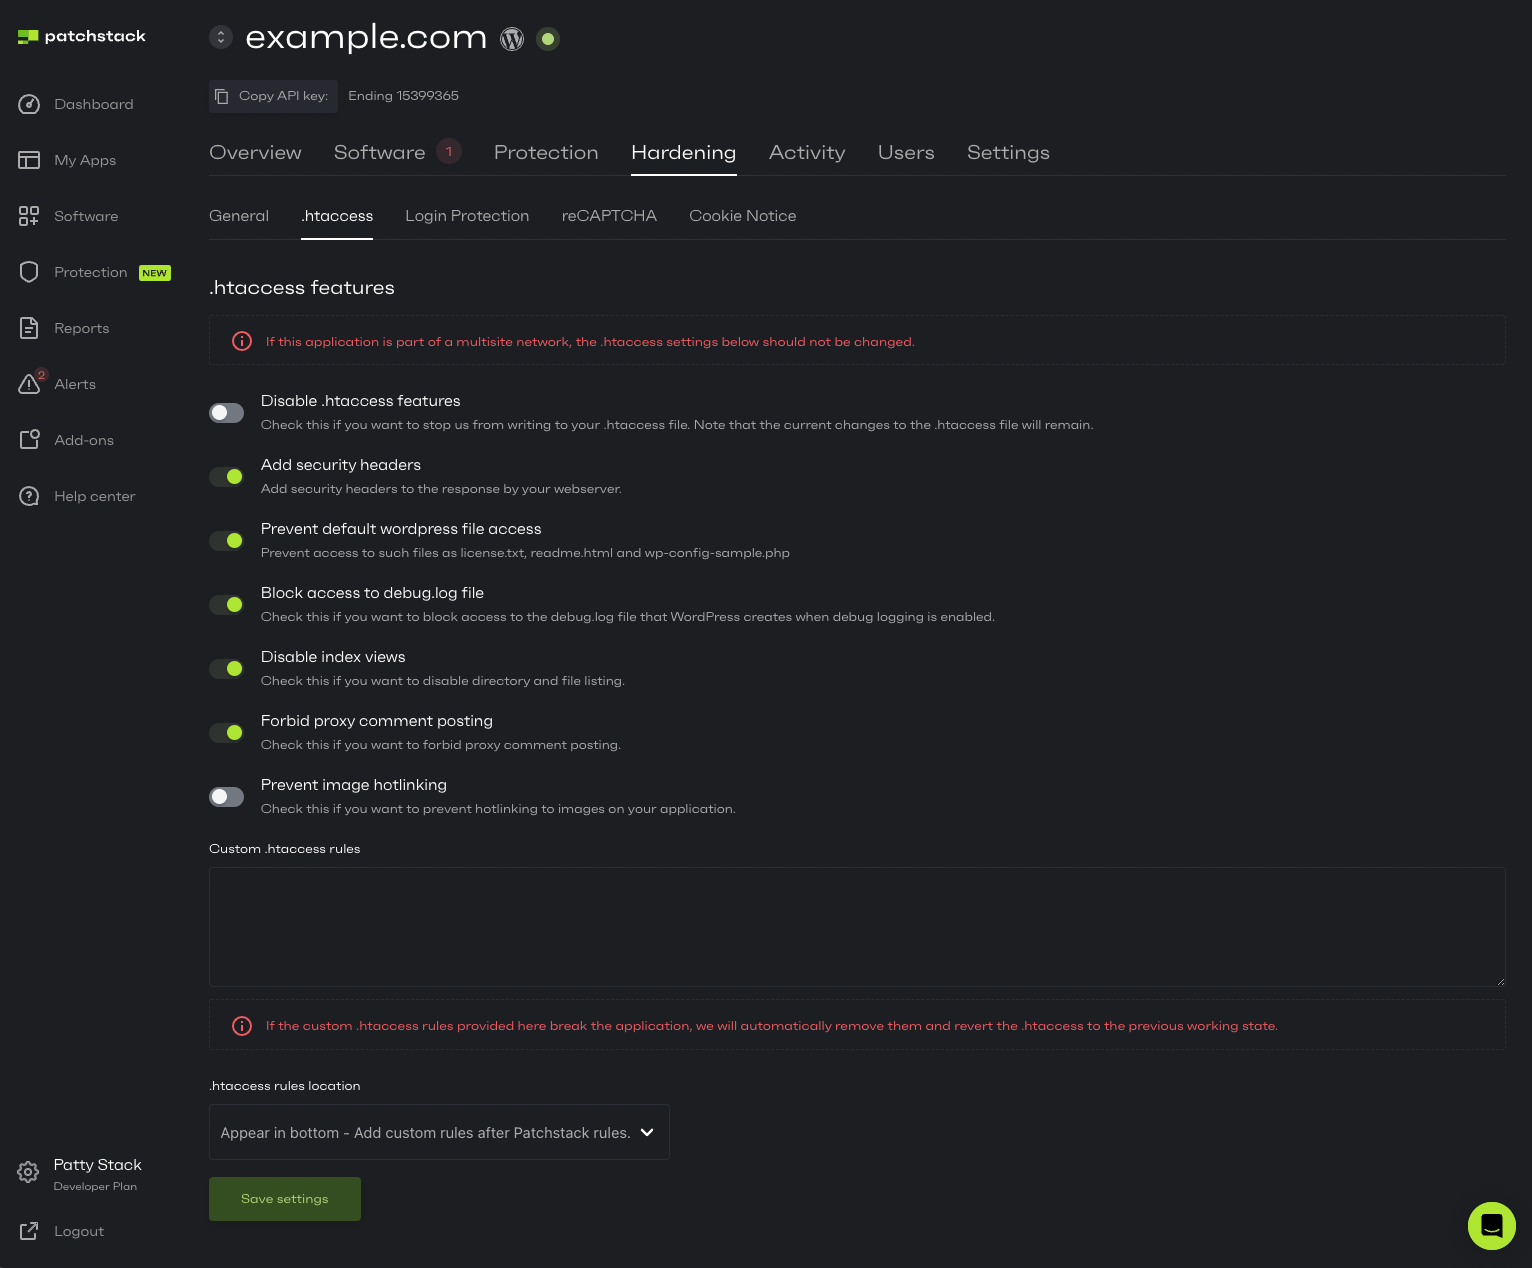 patchstack
Dashboard
My Apps
Software
Protection NEW
Reports
2
Alerts
Add-ons
Help center
Patty Stack
Developer Plan
Logout
example.com
Copy API key: Ending 15399365
Overview Software 1 Protection Hardening Activity Users Settings
General .htaccess Login Protection reCAPTCHA Cookie Notice
.htaccess features
If this application is part of a multisite network, the .htaccess settings below should not be changed.
Disable .htaccess features
Check this if you want to stop us from writing to your .htaccess file. Note that the current changes to the .htaccess file will remain.
Add security headers
Add security headers to the response by your webserver.
Prevent default wordpress file access
Prevent access to such files as license.txt, readme.html and wp-config-sample.php
Block access to debug.log file
Check this if you want to block access to the debug.log file that WordPress creates when debug logging is enabled.
Disable index views
Check this if you want to disable directory and file listing.
Forbid proxy comment posting
Check this if you want to forbid proxy comment posting.
Prevent image hotlinking
Check this if you want to prevent hotlinking to images on your application.
Custom .htaccess rules
If the custom .htaccess rules provided here break the application, we will automatically remove them and revert the .htaccess to the previous working state.
.htaccess rules location
Appear in bottom - Add custom rules after Patchstack rules.
Save settings